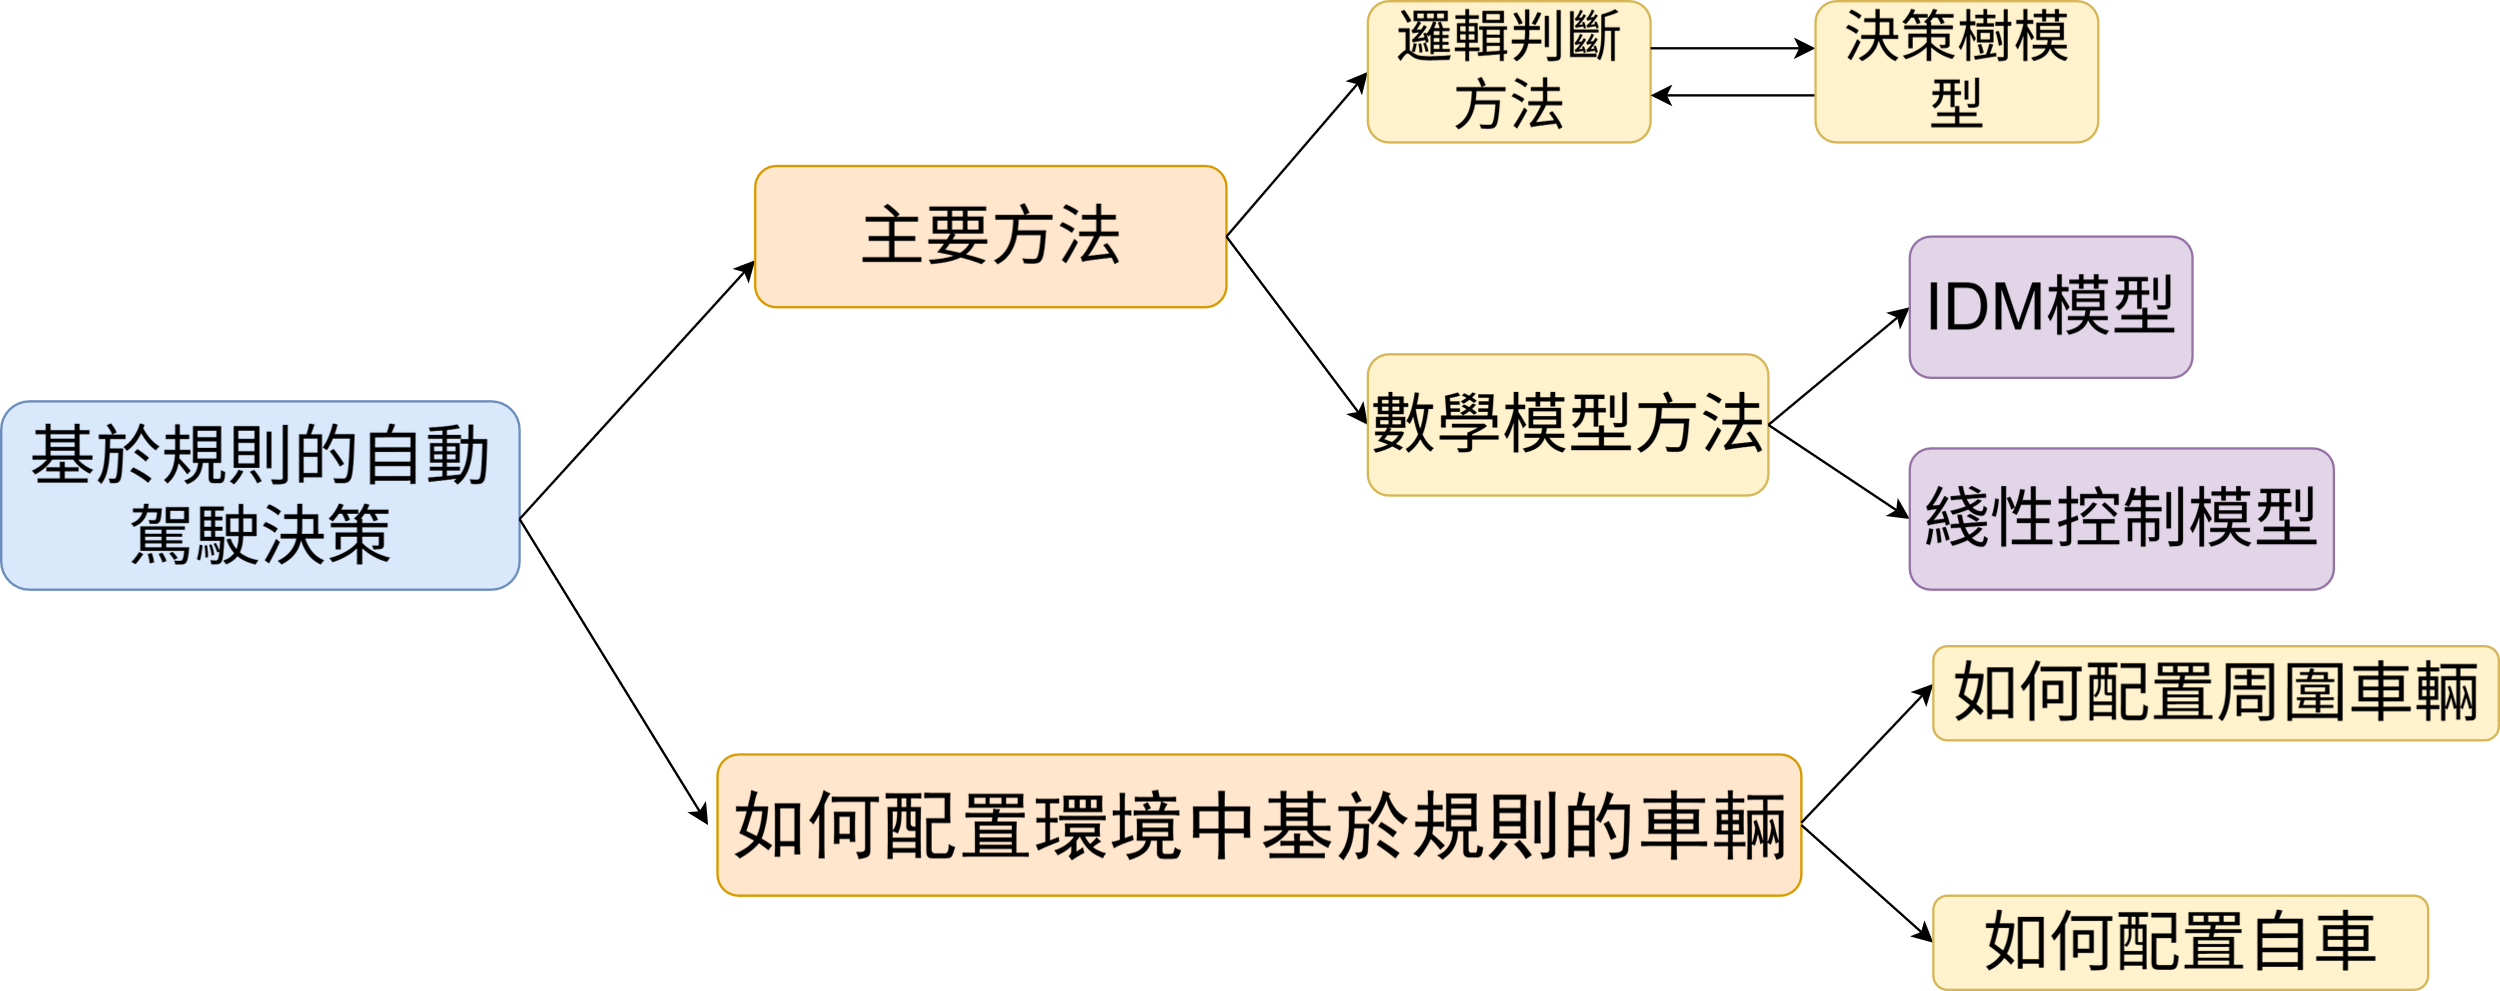 邏輯判斷
方法
決策樹模
型
主要方法
IDM模型
數學模型方法
基於規則的自動
駕駛決策
線性控制模型
如何配置周圍車輛
如何配置環境中基於規則的車輛
如何配置自車